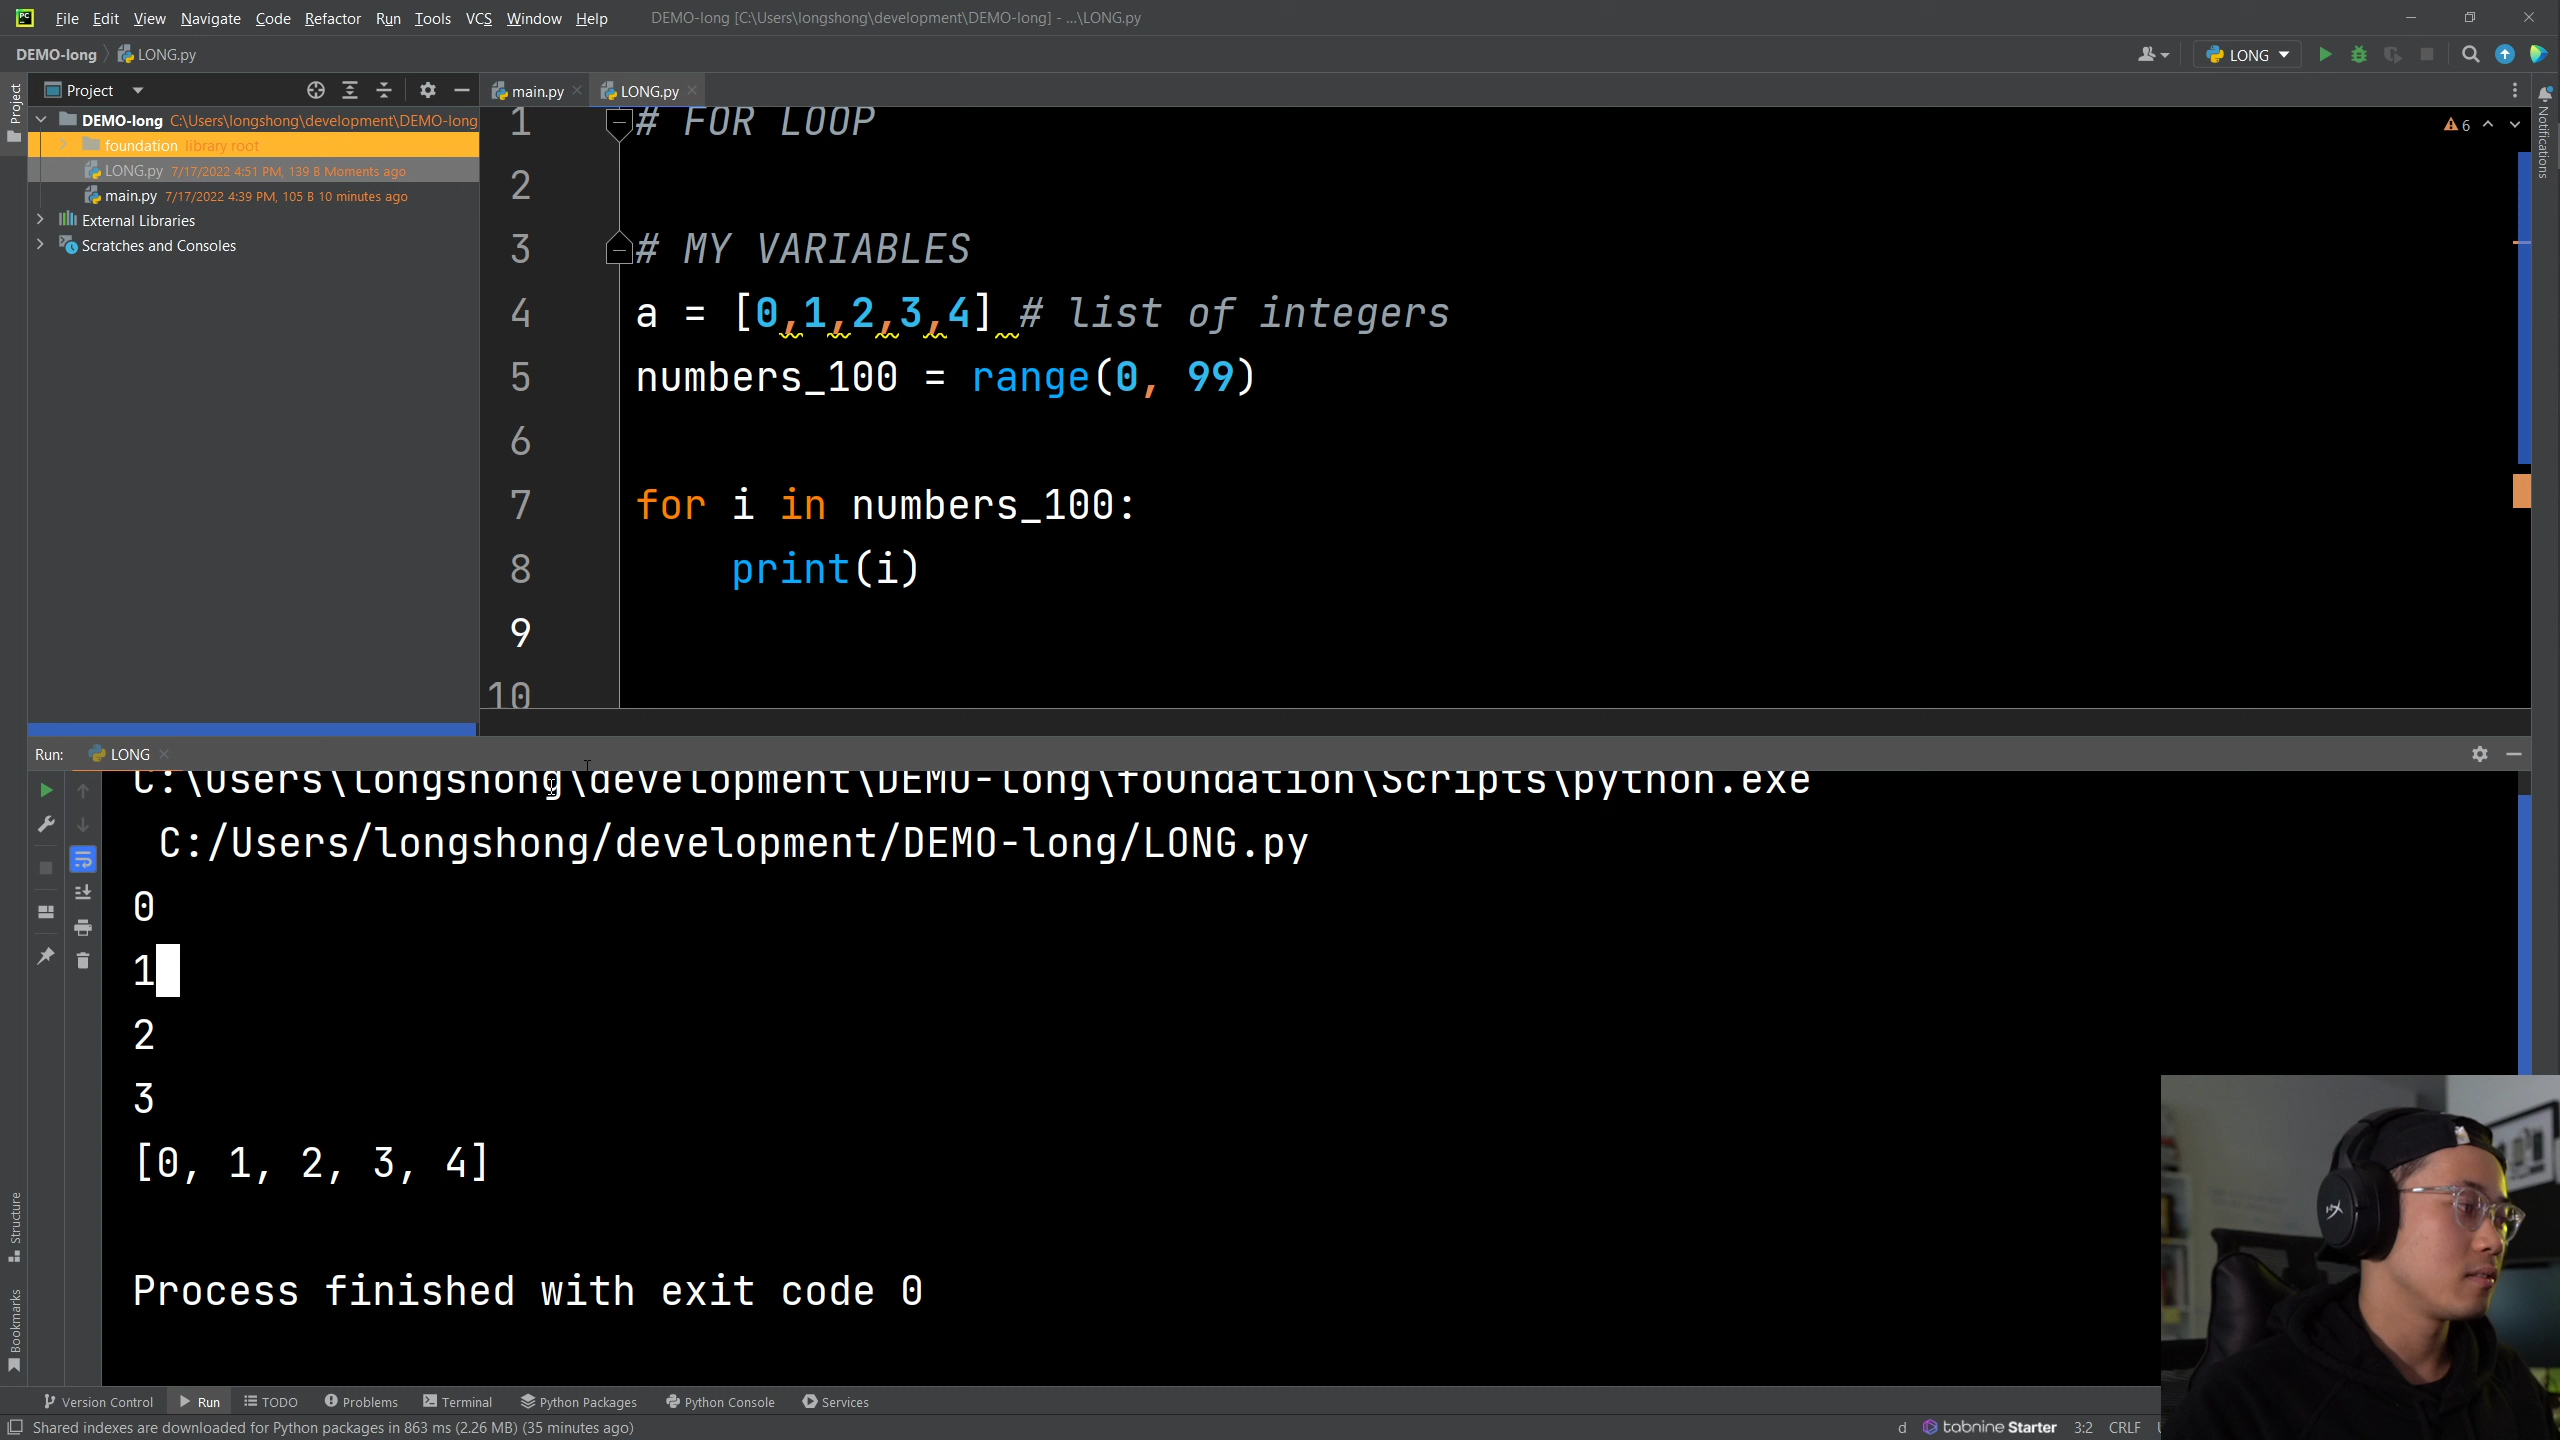 File Edit View Navigate Code Refactor Run Tools VCS Window Help DEMO-long [C:\Users\longshong\development\DEMO-long] - ...\LONG.py
DEMO-long LONG.py LONG
Project
Project
main.py LONG.py
DEMO-long C:\Users\longshong\development\DEMO-long
foundation library root
LONG.py 7/17/2022 4:51 PM, 139 B Moments ago
main.py 7/17/2022 4:39 PM, 105 B 10 minutes ago
External Libraries
Scratches and Consoles
1 # FOR LOOP
2
3 # MY VARIABLES
4 a = [0,1,2,3,4] # list of integers
5 numbers_100 = range(0, 99)
6
7 for i in numbers_100:
8 print(i)
9
10
6
Notifications
Run: LONG
C:\Users\longshong\development\DEMO-long\foundation\Scripts\python.exe
C:/Users/longshong/development/DEMO-long/LONG.py
0
1
2
3
[0, 1, 2, 3, 4]
Process finished with exit code 0
Structure
Bookmarks
Version Control Run TODO Problems Terminal Python Packages Python Console Services
Shared indexes are downloaded for Python packages in 863 ms (2.26 MB) (35 minutes ago) d tabnine Starter 3:2 CRLF